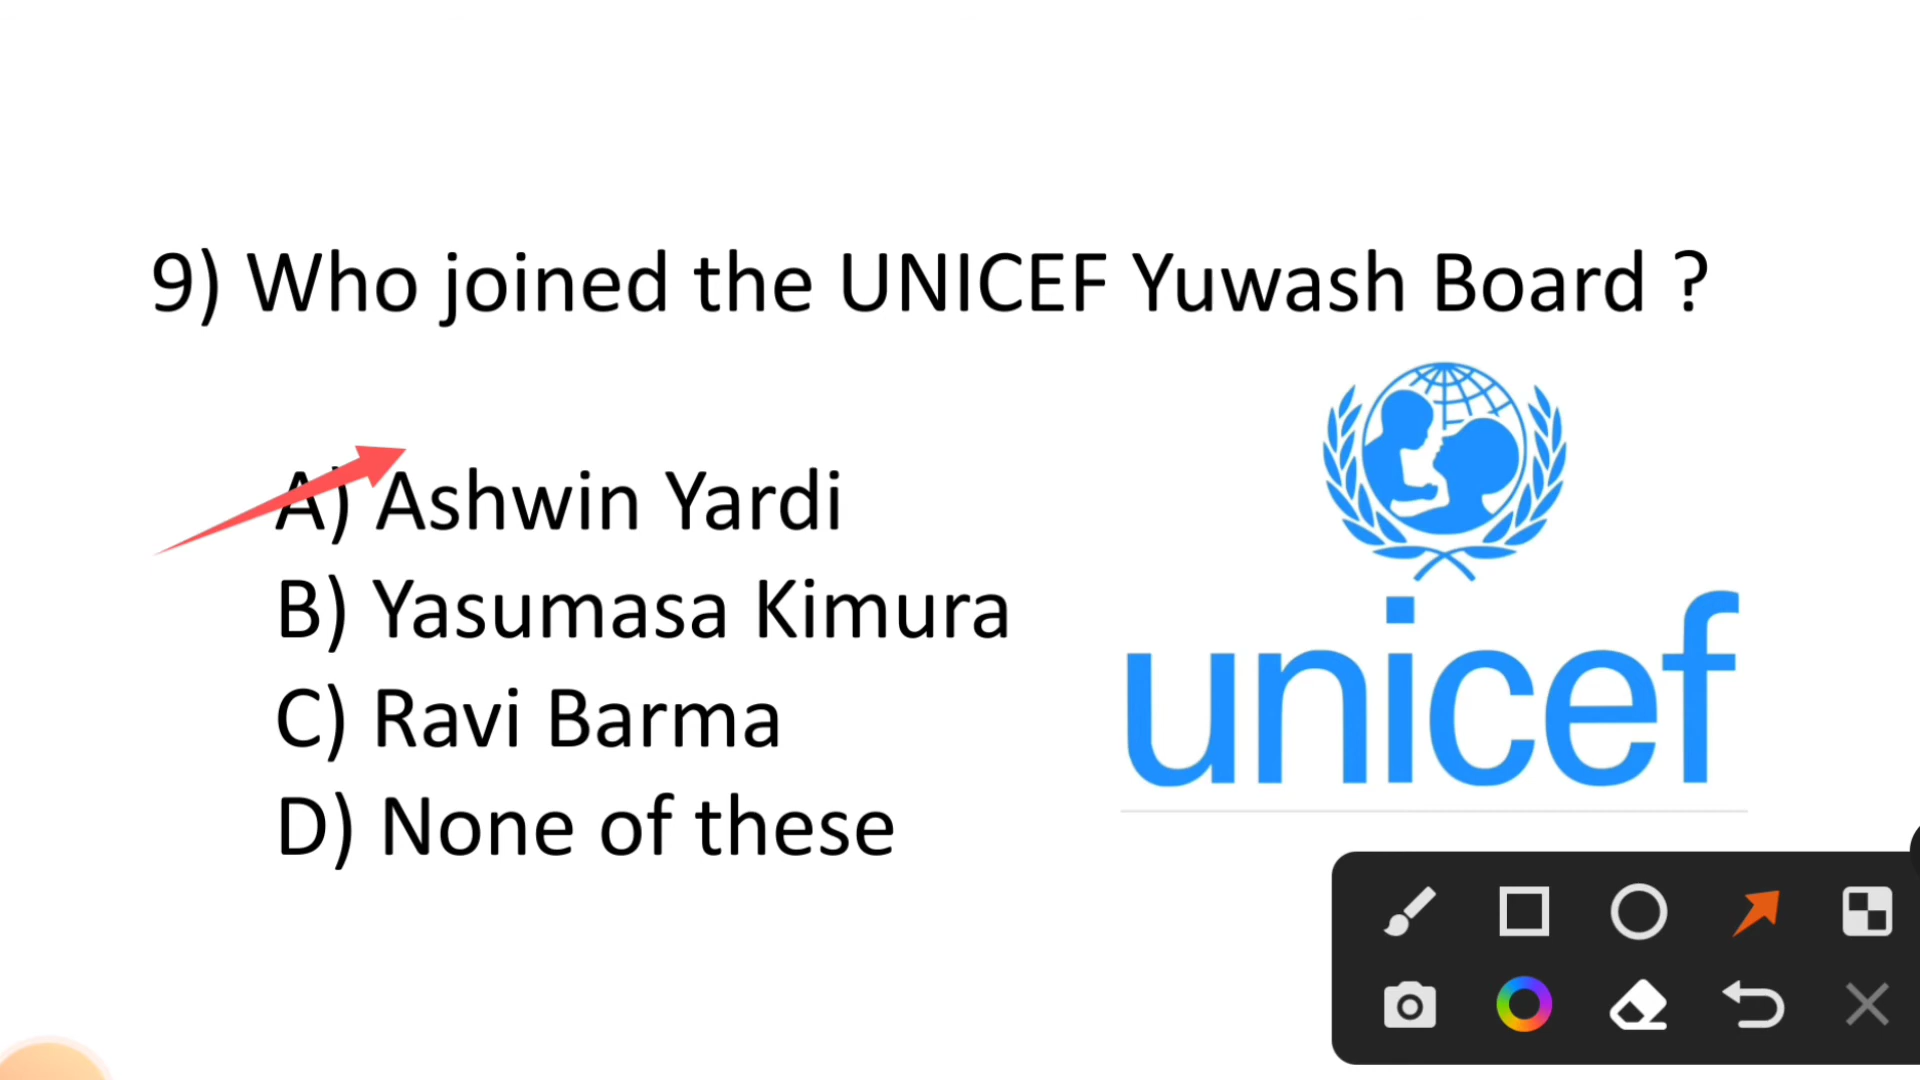 9) Who joined the UNICEF Yuwash Board ?
A) Ashwin Yardi
B) Yasumasa Kimura
C) Ravi Barma
D) None of these
unicef